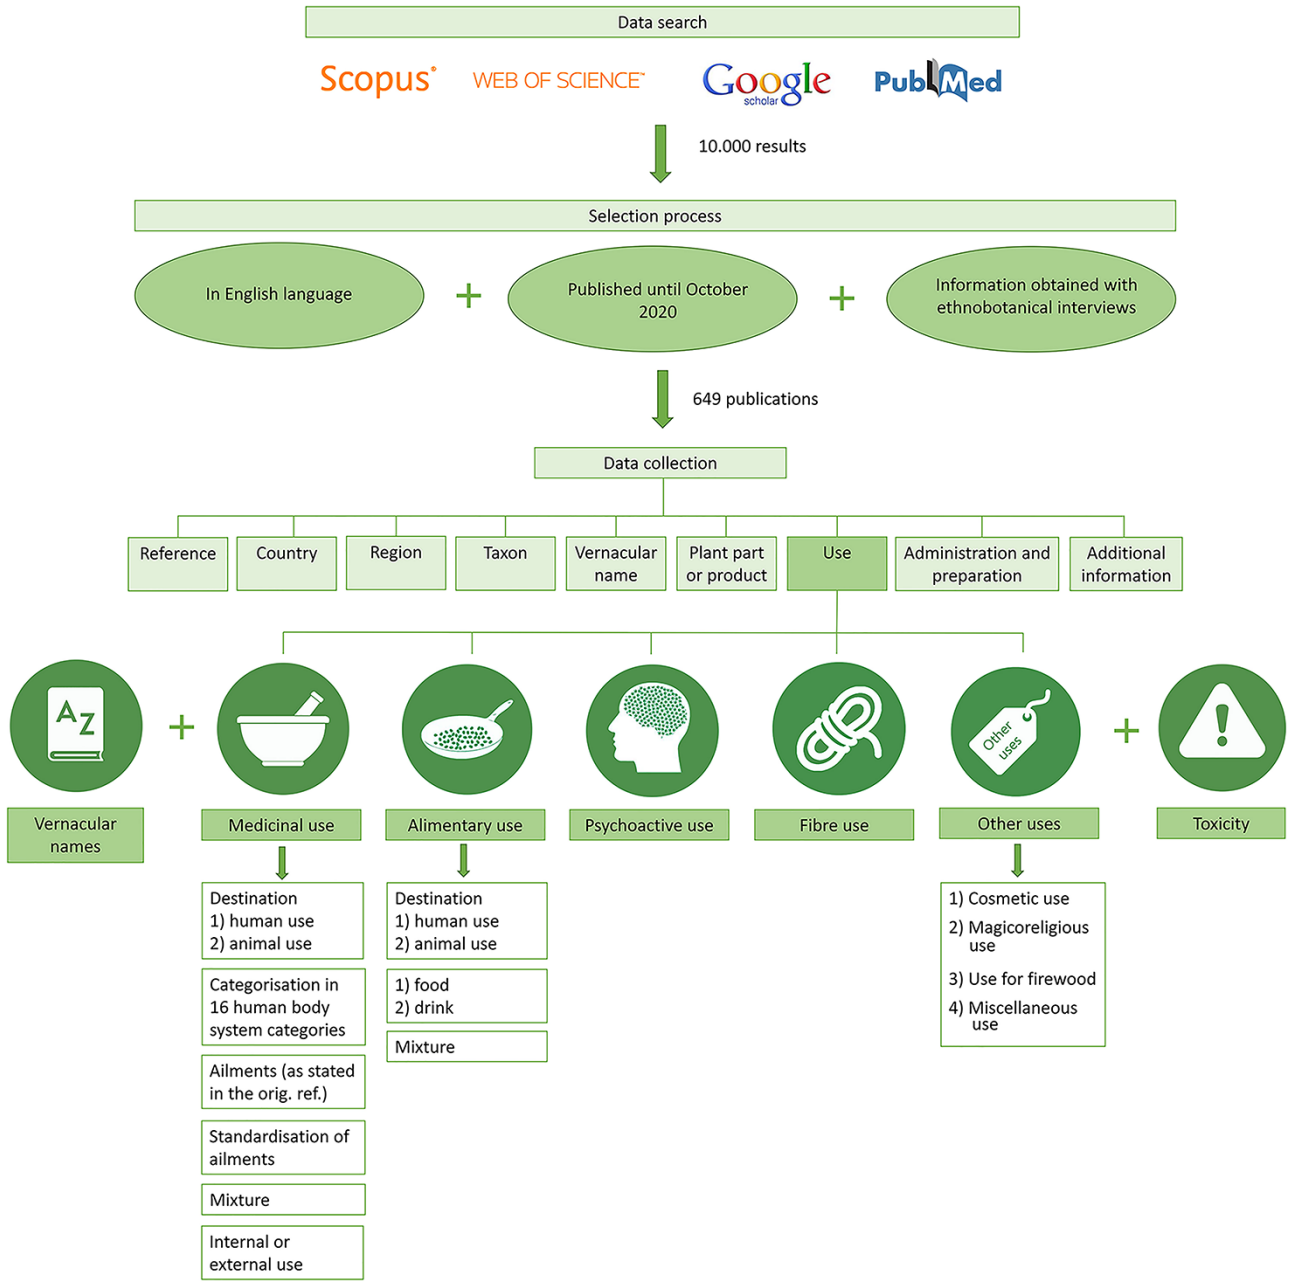 Data search
Scopus®
WEB OF SCIENCE™
Google
scholar
PubMed
10.000 results
Selection process
In English language
+
Published until October
2020
+
Information obtained with
ethnobotanical interviews
649 publications
Data collection
Reference
Country
Region
Taxon
Vernacular
name
Plant part
or product
Use
Administration and
preparation
Additional
information
AZ
+
Other
uses
+
!
Vernacular
names
Medicinal use
Alimentary use
Psychoactive use
Fibre use
Other uses
Toxicity
Destination
1) human use
2) animal use
Categorisation in
16 human body
system categories
Ailments (as stated
in the orig. ref.)
Standardisation of
ailments
Mixture
Internal or
external use
Destination
1) human use
2) animal use
1) food
2) drink
Mixture
1) Cosmetic use
2) Magicoreligious
use
3) Use for firewood
4) Miscellaneous
use